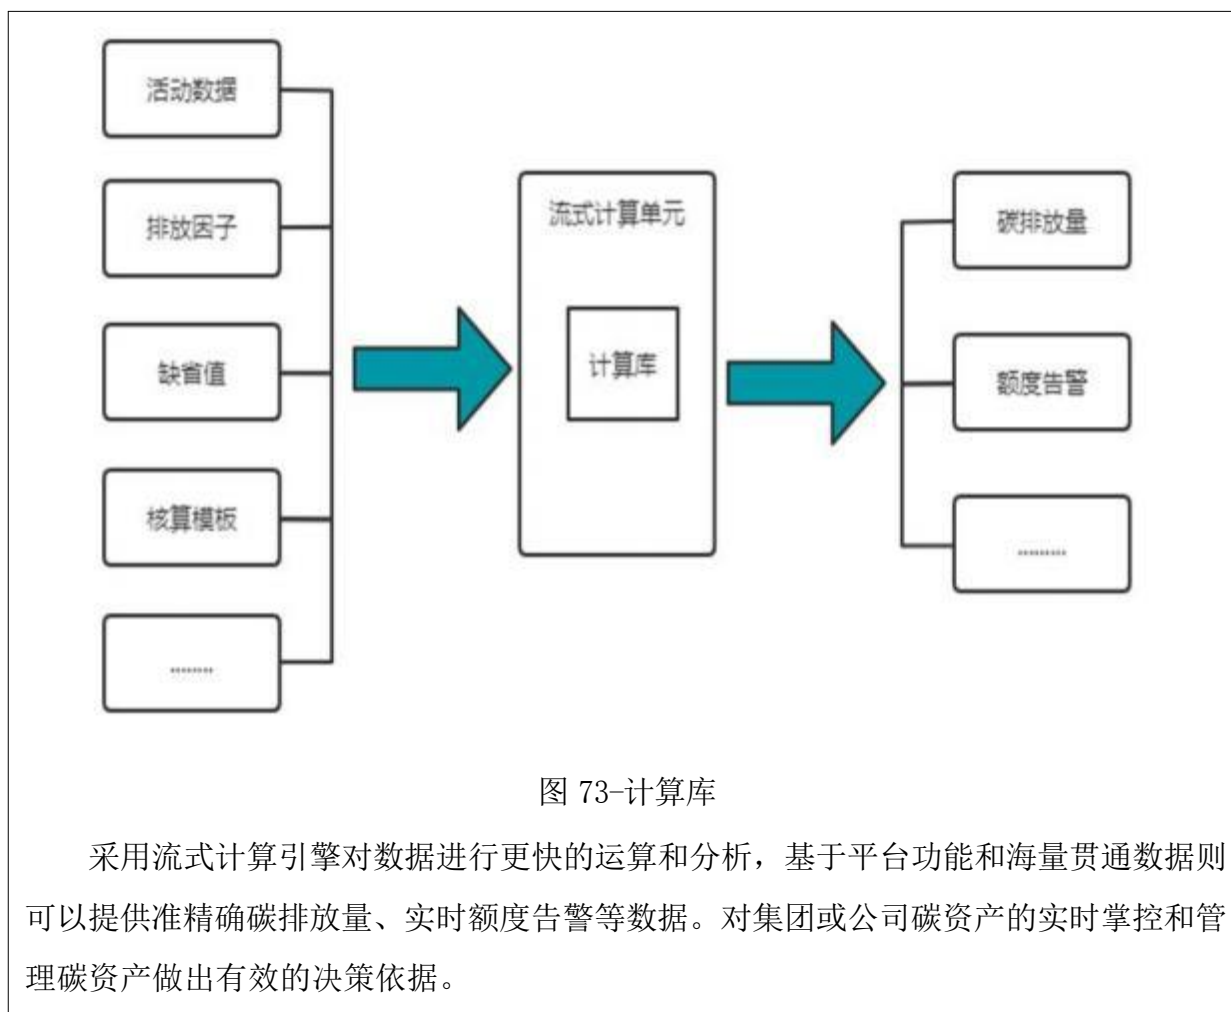 活动数据
排放因子
缺省值
核算模板
........
流式计算单元
计算库
碳排放量
额度告警
.........
图 73-计算库
采用流式计算引擎对数据进行更快的运算和分析，基于平台功能和海量贯通数据则
可以提供准精确碳排放量、实时额度告警等数据。对集团或公司碳资产的实时掌控和管
理碳资产做出有效的决策依据。